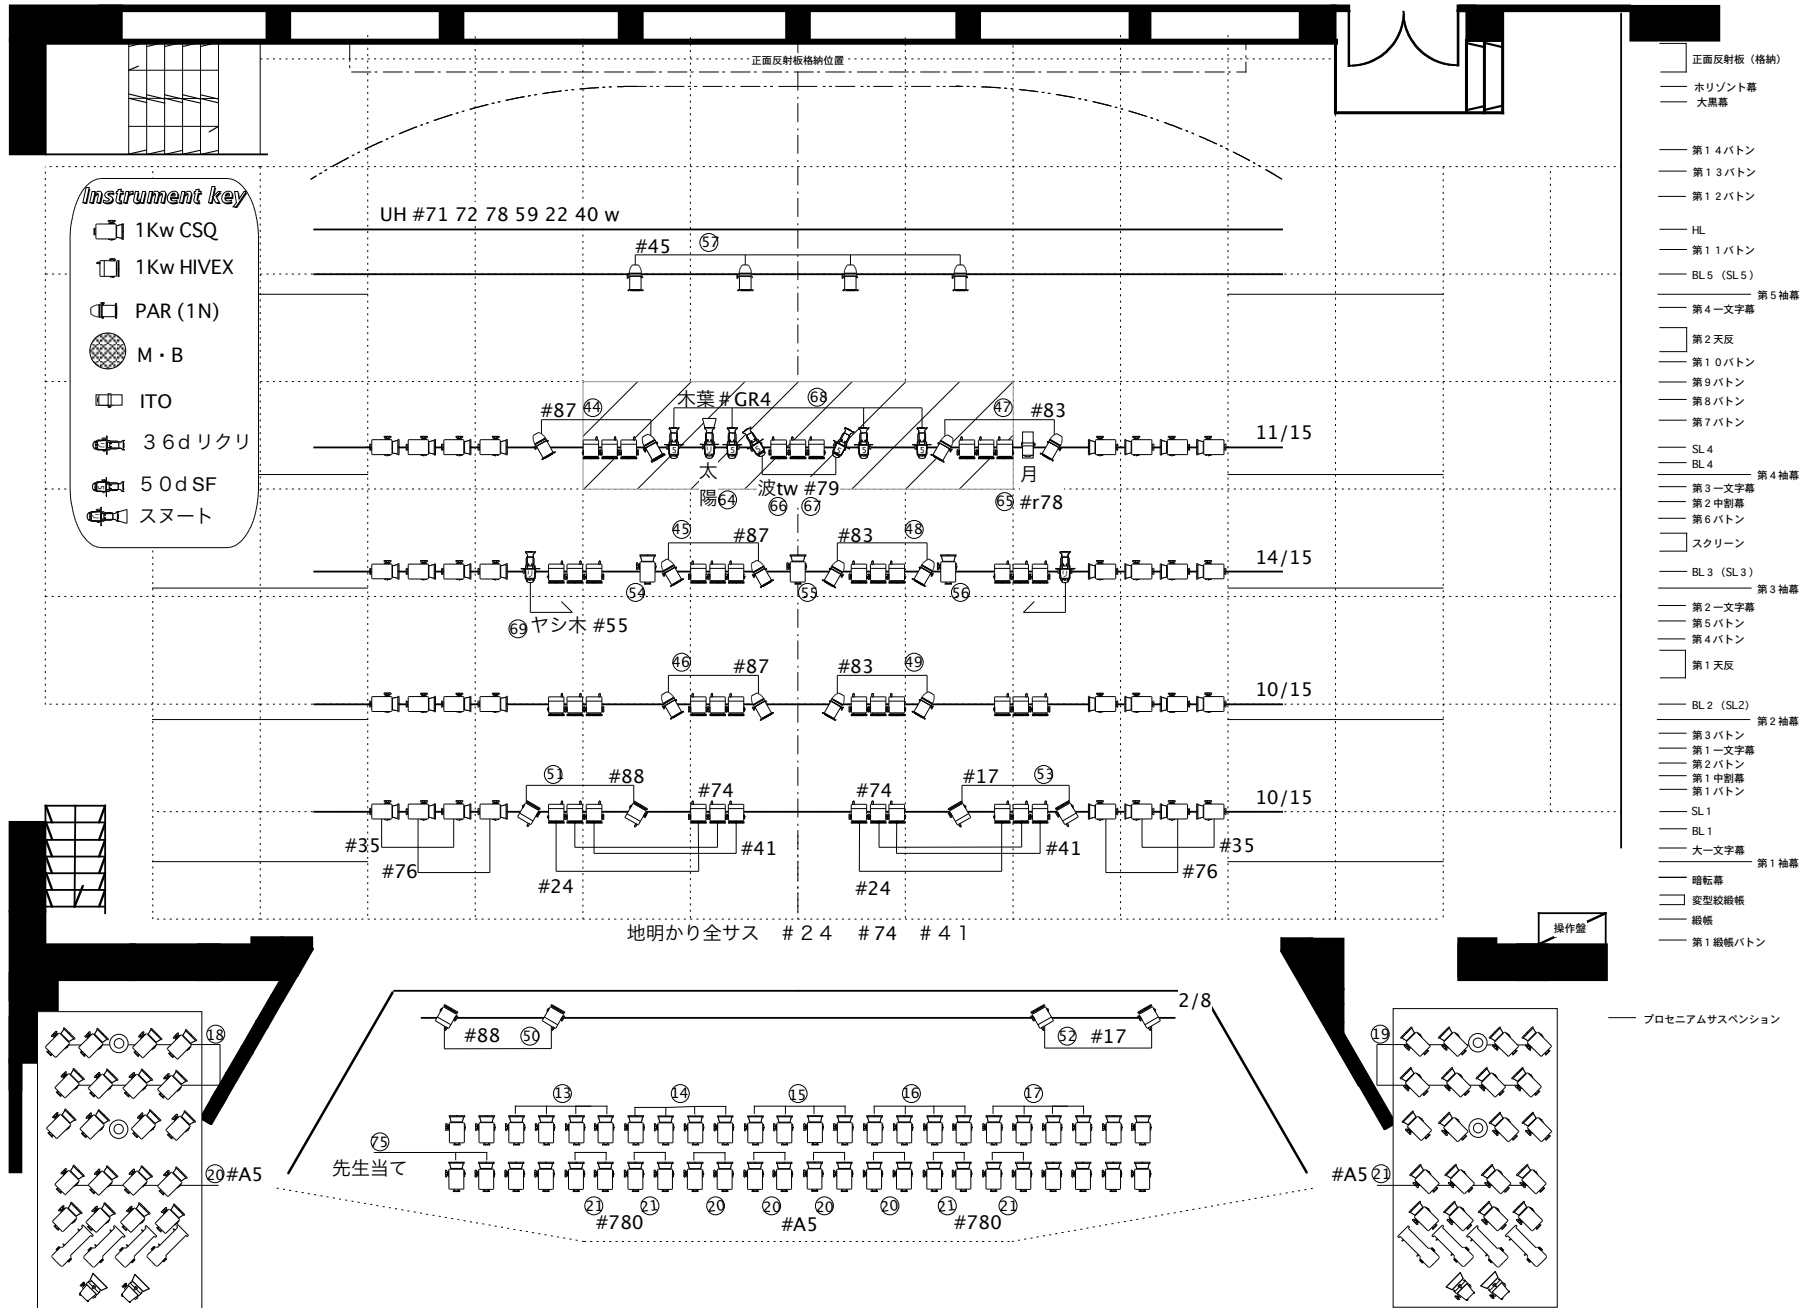 正面反射板格納位置
Instrument key
1Kw CSQ
1Kw HIVEX
PAR (1N)
M・B
ITO
３６d リクリ
５０d SF
スヌート
UH #71 72 78 59 22 40 w
#45 57
木葉 #GR4 68
#87 44
47 #83
11/15
太陽64
波tw #79
66 67
月
65 #r78
45 #87
#83 48
14/15
54
55
56
69 ヤシ木 #55
46 #87
#83 49
10/15
51 #88
#74
#74
#17 53
10/15
#35
#76
#24
#41
#24
#41
#76
#35
地明かり全サス ＃２４ ＃74 ＃４１
2/8
#88 50
52 #17
18
19
13
14
15
16
17
75
先生当て
20 #A5
#A5 21
21
21
20
20
20
20
21
21
#780
#A5
#780
正面反射板（格納）
ホリゾント幕
大黒幕
第１４バトン
第１３バトン
第１２バトン
HL
第１１バトン
BL５（SL５）
第５袖幕
第４一文字幕
第２天反
第１０バトン
第９バトン
第８バトン
第７バトン
SL４
BL４
第４袖幕
第３一文字幕
第２中割幕
第６バトン
スクリーン
BL３（SL３）
第３袖幕
第２一文字幕
第５バトン
第４バトン
第１天反
BL２（SL２）
第２袖幕
第３バトン
第１一文字幕
第２バトン
第１中割幕
第１バトン
SL１
BL１
大一文字幕
第１袖幕
暗転幕
変型絞緞帳
緞帳
第１緞帳バトン
操作盤
プロセニアムサスペンション